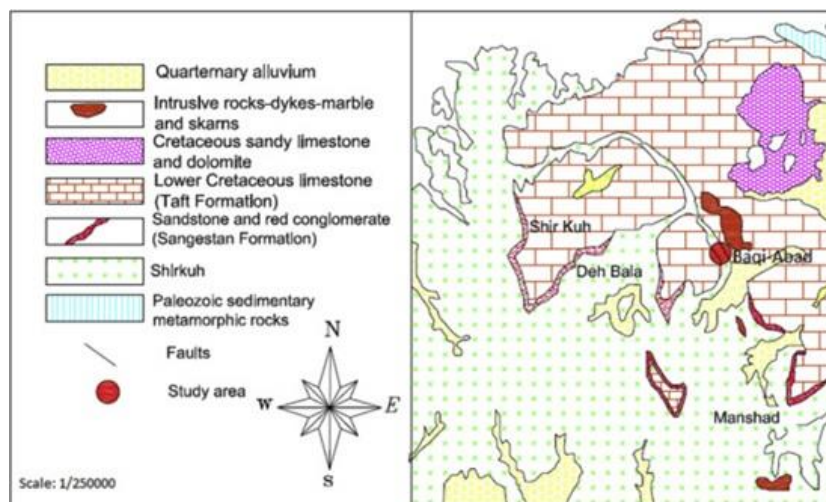 Quarternary alluvium
Intrusive rocks-dykes-marble
and skarns
Cretaceous sandy limestone
and dolomite
Lower Cretaceous limestone
(Taft Formation)
Sandstone and red conglomerate
(Sangestan Formation)
Shirkuh
Paleozoic sedimentary
metamorphic rocks
Faults
Study area
N
W
E
S
Scale: 1/250000
Shir Kuh
Deh Bala
Baqi-Abad
Manshad